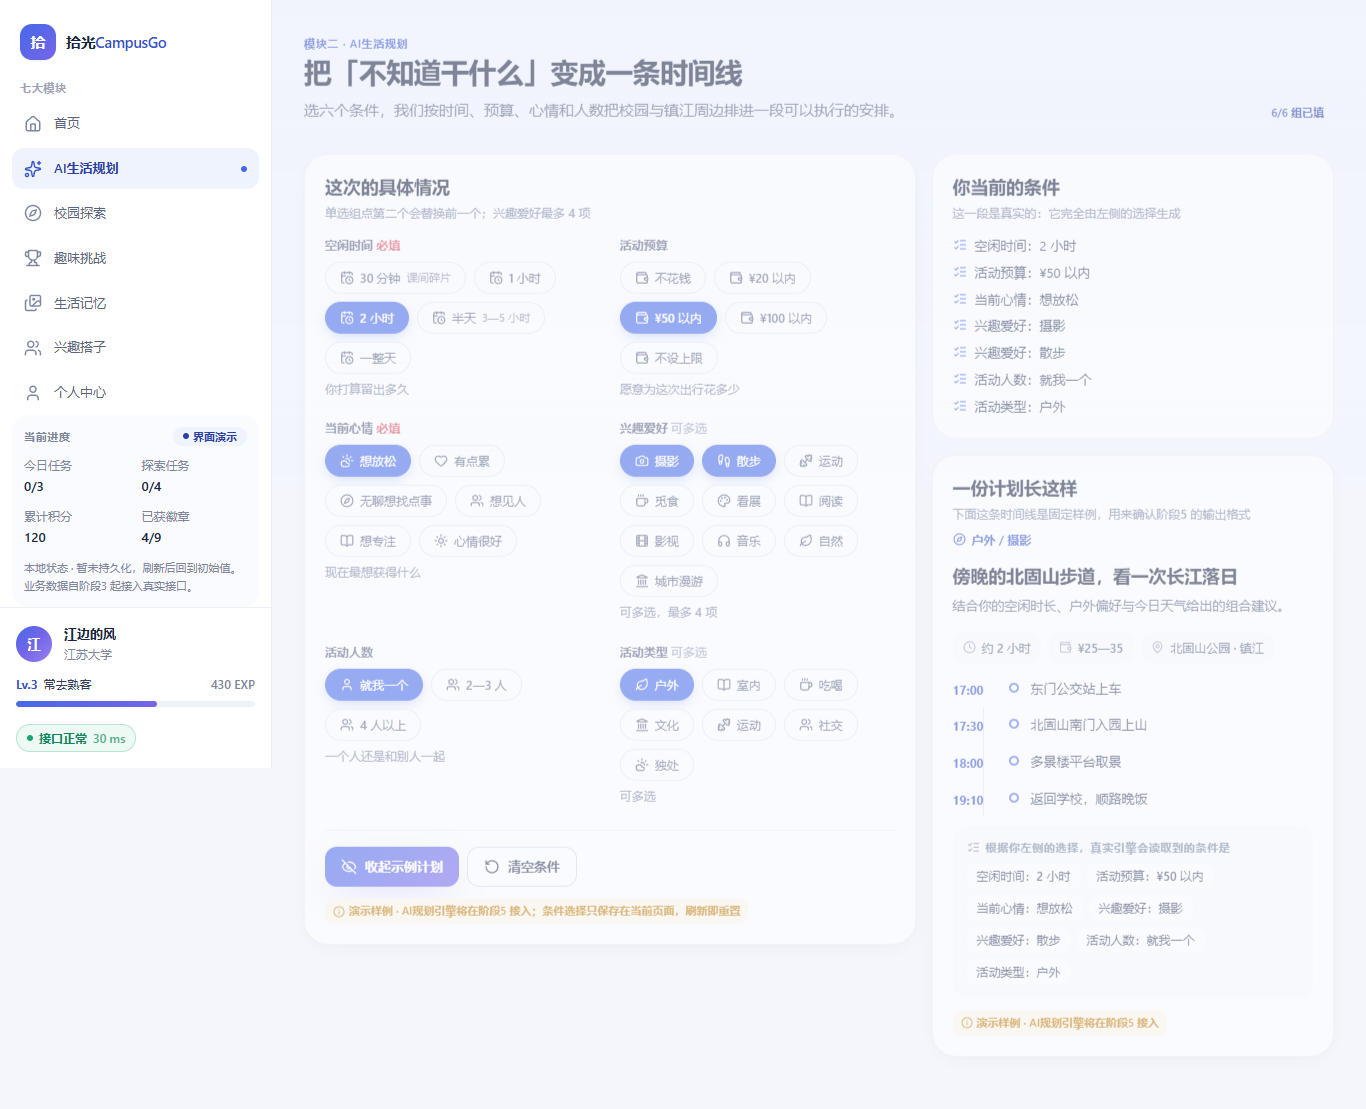 拾 拾光CampusGo
七大模块
首页
AI生活规划
校园探索
趣味挑战
生活记忆
兴趣搭子
个人中心
当前进度 界面演示
今日任务 探索任务
0/3 0/4
累计积分 已获徽章
120 4/9
本地状态 · 暂未持久化，刷新后回到初始值。
业务数据自阶段3 起接入真实接口。
江 江边的风
江苏大学
Lv.3 常去熟客 430 EXP
接口正常 30 ms
模块二 · AI生活规划
把「不知道干什么」变成一条时间线
选六个条件，我们按时间、预算、心情和人数把校园与镇江周边排进一段可以执行的安排。
6/6 组已填
这次的具体情况
单选组点第二个会替换前一个；兴趣爱好最多 4 项
空闲时间 必填
30 分钟 课间碎片 1 小时
2 小时 半天 3—5 小时
一整天
你打算留出多久
活动预算
不花钱 ¥20 以内
¥50 以内 ¥100 以内
不设上限
愿意为这次出行花多少
当前心情 必填
想放松 有点累
无聊想找点事 想见人
想专注 心情很好
现在最想获得什么
兴趣爱好 可多选
摄影 散步 运动
觅食 看展 阅读
影视 音乐 自然
城市漫游
可多选，最多 4 项
活动人数
就我一个 2—3 人
4 人以上
一个人还是和别人一起
活动类型 可多选
户外 室内 吃喝
文化 运动 社交
独处
可多选
收起示例计划 清空条件
演示样例 · AI规划引擎将在阶段5 接入；条件选择只保存在当前页面，刷新即重置
你当前的条件
这一段是真实的：它完全由左侧的选择生成
空闲时间：2 小时
活动预算：¥50 以内
当前心情：想放松
兴趣爱好：摄影
兴趣爱好：散步
活动人数：就我一个
活动类型：户外
一份计划长这样
下面这条时间线是固定样例，用来确认阶段5 的输出格式
户外 / 摄影
傍晚的北固山步道，看一次长江落日
结合你的空闲时长、户外偏好与今日天气给出的组合建议。
约 2 小时 ¥25—35 北固山公园 · 镇江
17:00 东门公交站上车
17:30 北固山南门入园上山
18:00 多景楼平台取景
19:10 返回学校，顺路晚饭
根据你左侧的选择，真实引擎会读取到的条件是
空闲时间：2 小时 活动预算：¥50 以内
当前心情：想放松 兴趣爱好：摄影
兴趣爱好：散步 活动人数：就我一个
活动类型：户外
演示样例 · AI规划引擎将在阶段5 接入